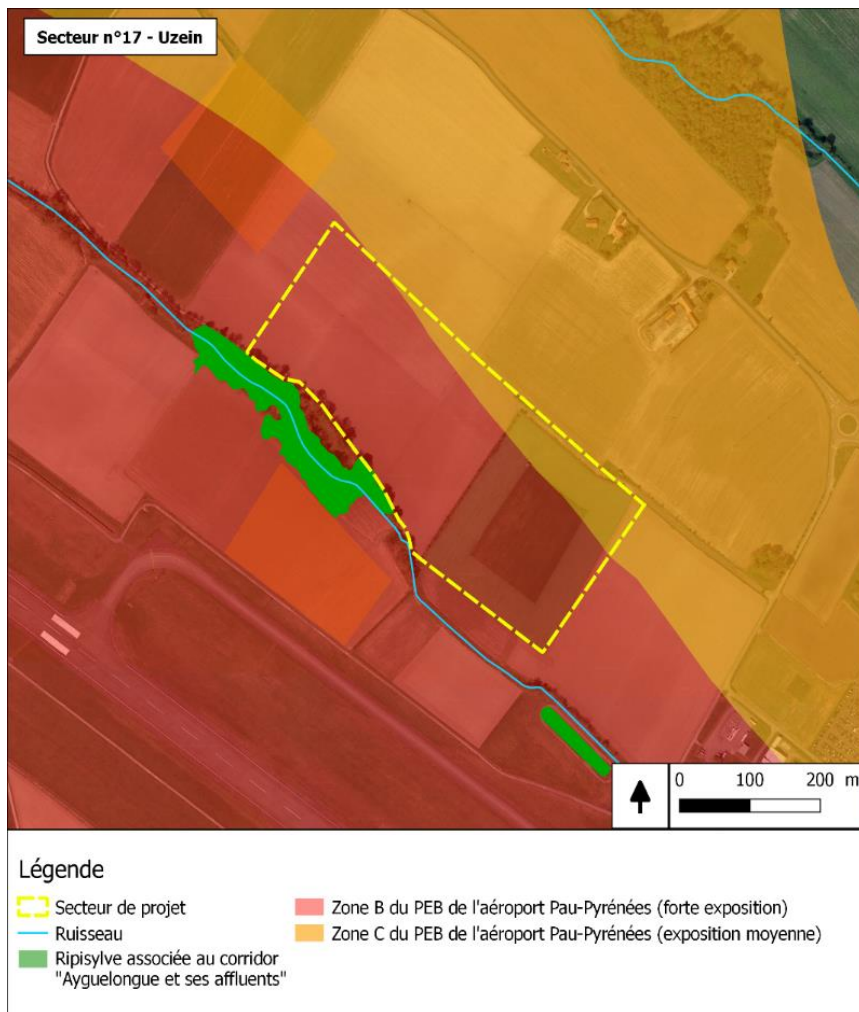 Secteur n°17 - Uzein
0 100 200 m
Légende
Secteur de projet
Ruisseau
Ripisylve associée au corridor
"Ayguelongue et ses affluents"
Zone B du PEB de l'aéroport Pau-Pyrénées (forte exposition)
Zone C du PEB de l'aéroport Pau-Pyrénées (exposition moyenne)